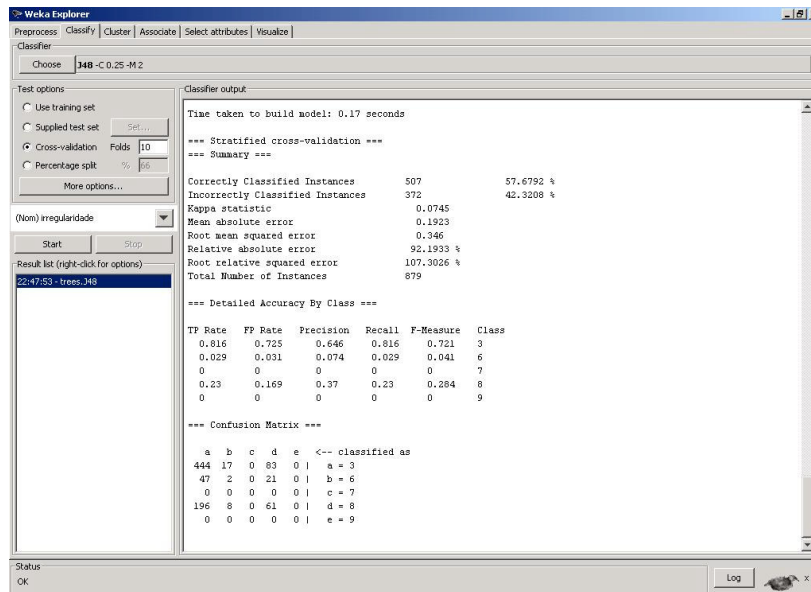 Weka Explorer
Preprocess Classify Cluster Associate Select attributes Visualize
Classifier
Choose J48 -C 0.25 -M 2
Test options
Use training set
Supplied test set Set...
Cross-validation Folds 10
Percentage split % 66
More options...
(Nom) irregularidade
Start Stop
Result list (right-click for options)
22:47:53 - trees.J48
Classifier output
Time taken to build model: 0.17 seconds
=== Stratified cross-validation ===
=== Summary ===
Correctly Classified Instances 507 57.6792 %
Incorrectly Classified Instances 372 42.3208 %
Kappa statistic 0.0745
Mean absolute error 0.1923
Root mean squared error 0.346
Relative absolute error 92.1933 %
Root relative squared error 107.3026 %
Total Number of Instances 879
=== Detailed Accuracy By Class ===
TP Rate FP Rate Precision Recall F-Measure Class
0.816 0.725 0.646 0.816 0.721 3
0.029 0.031 0.074 0.029 0.041 6
0 0 0 0 0 7
0.23 0.169 0.37 0.23 0.284 8
0 0 0 0 0 9
=== Confusion Matrix ===
a b c d e <-- classified as
444 17 0 83 0 | a = 3
47 2 0 21 0 | b = 6
0 0 0 0 0 | c = 7
196 8 0 61 0 | d = 8
0 0 0 0 0 | e = 9
Status
OK
Log
x